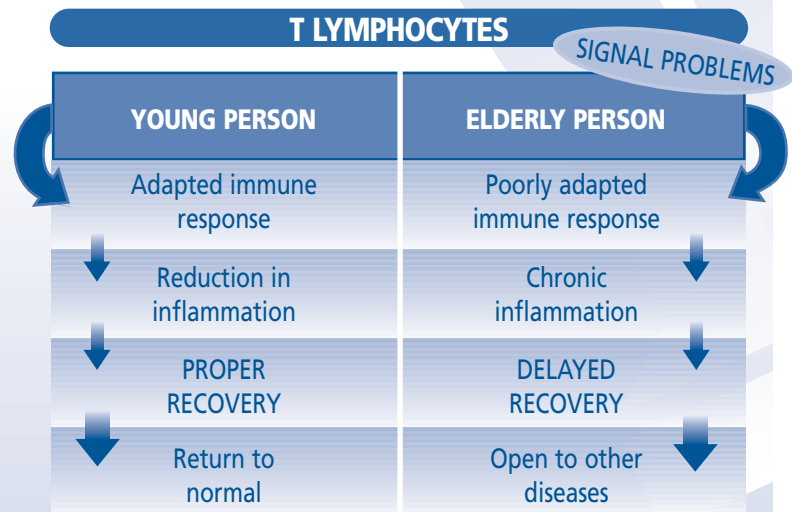 T LYMPHOCYTES
SIGNAL PROBLEMS
YOUNG PERSON
ELDERLY PERSON
Adapted immune
response
Poorly adapted
immune response
Reduction in
inflammation
Chronic
inflammation
PROPER
RECOVERY
DELAYED
RECOVERY
Return to
normal
Open to other
diseases